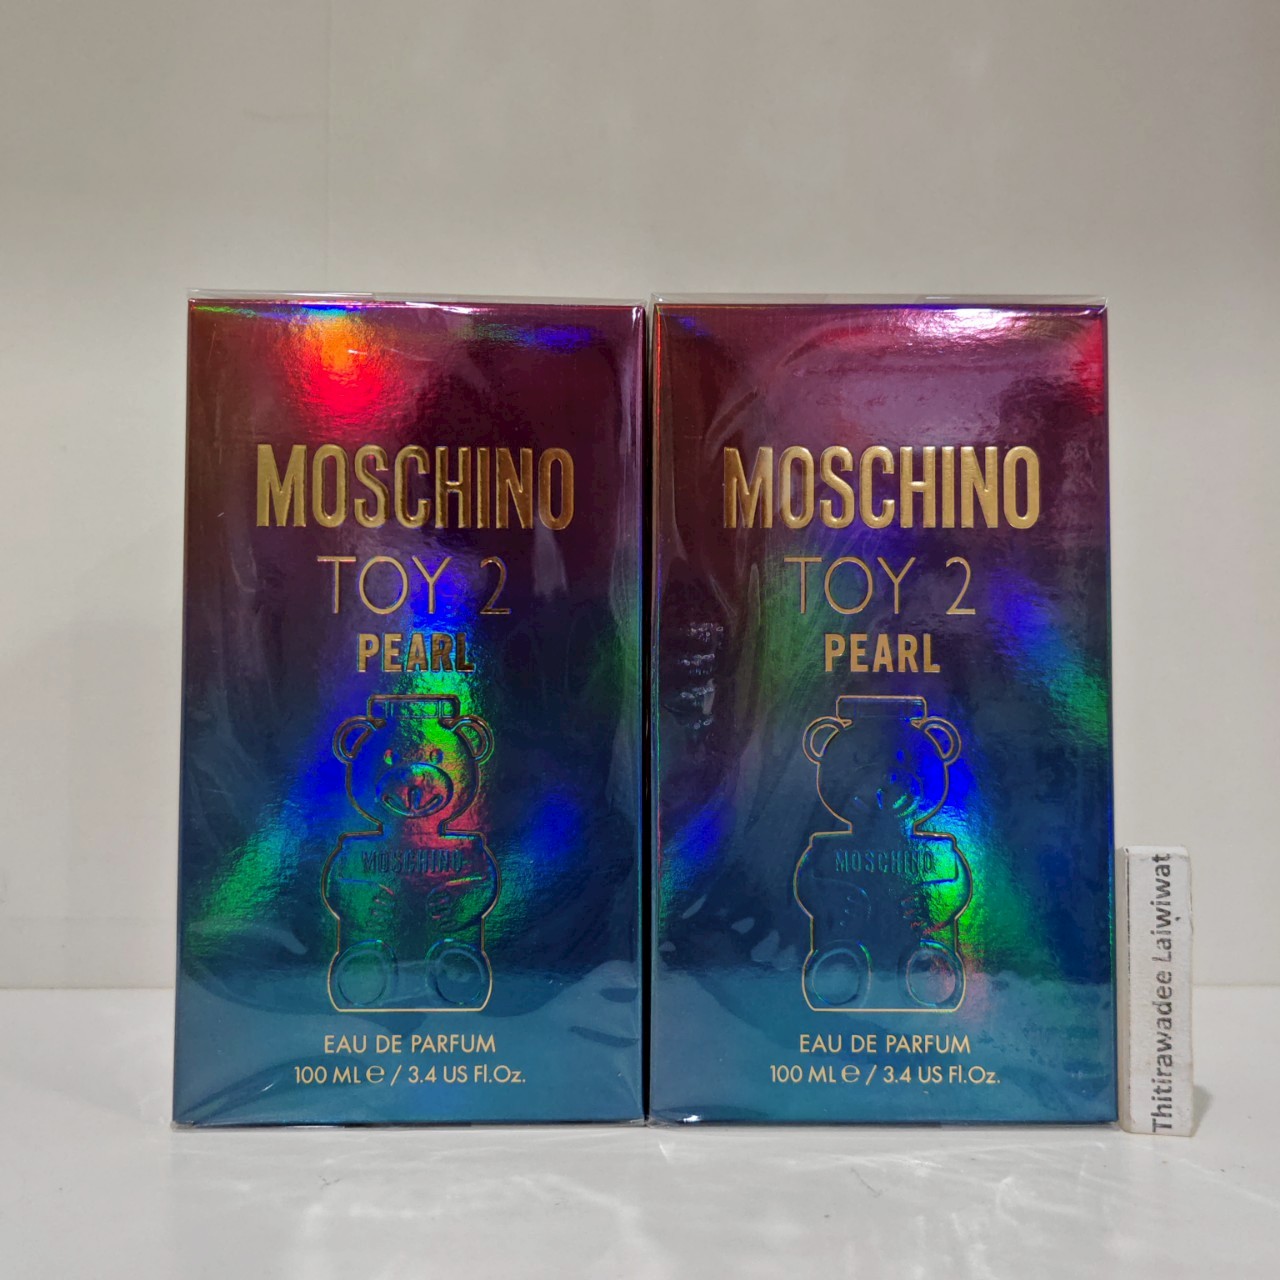 MOSCHINO
TOY 2
PEARL
MOSCHINO
EAU DE PARFUM
100 ML ℮ / 3.4 US Fl.Oz.
MOSCHINO
TOY 2
PEARL
MOSCHINO
EAU DE PARFUM
100 ML ℮ / 3.4 US Fl.Oz.
Thitirawadee Laiwiwat